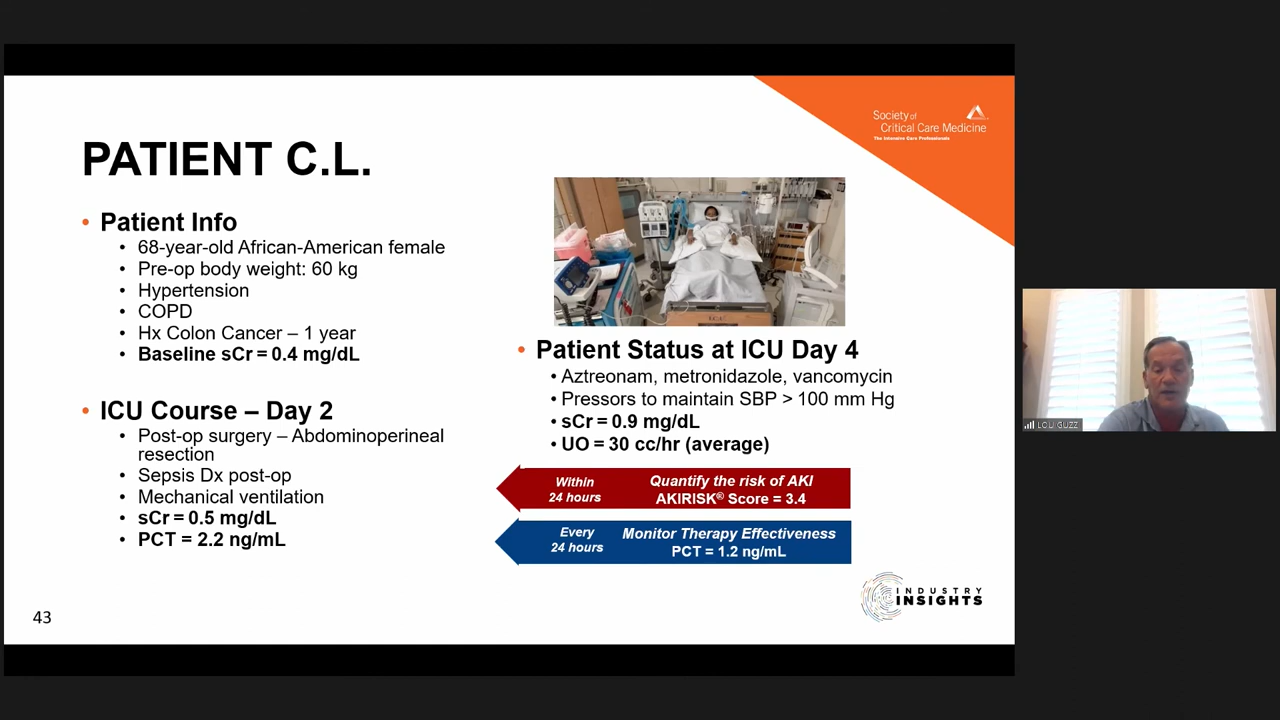 Society of
Critical Care Medicine
The Intensive Care Professionals
PATIENT C.L.
• Patient Info
• 68-year-old African-American female
• Pre-op body weight: 60 kg
• Hypertension
• COPD
• Hx Colon Cancer – 1 year
• Baseline sCr = 0.4 mg/dL
• ICU Course – Day 2
• Post-op surgery – Abdominoperineal
resection
• Sepsis Dx post-op
• Mechanical ventilation
• sCr = 0.5 mg/dL
• PCT = 2.2 ng/mL
• Patient Status at ICU Day 4
• Aztreonam, metronidazole, vancomycin
• Pressors to maintain SBP > 100 mm Hg
• sCr = 0.9 mg/dL
• UO = 30 cc/hr (average)
Within
24 hours
Quantify the risk of AKI
AKIRISK® Score = 3.4
Every
24 hours
Monitor Therapy Effectiveness
PCT = 1.2 ng/mL
INDUSTRY
INSIGHTS
43
LOU GUZZ